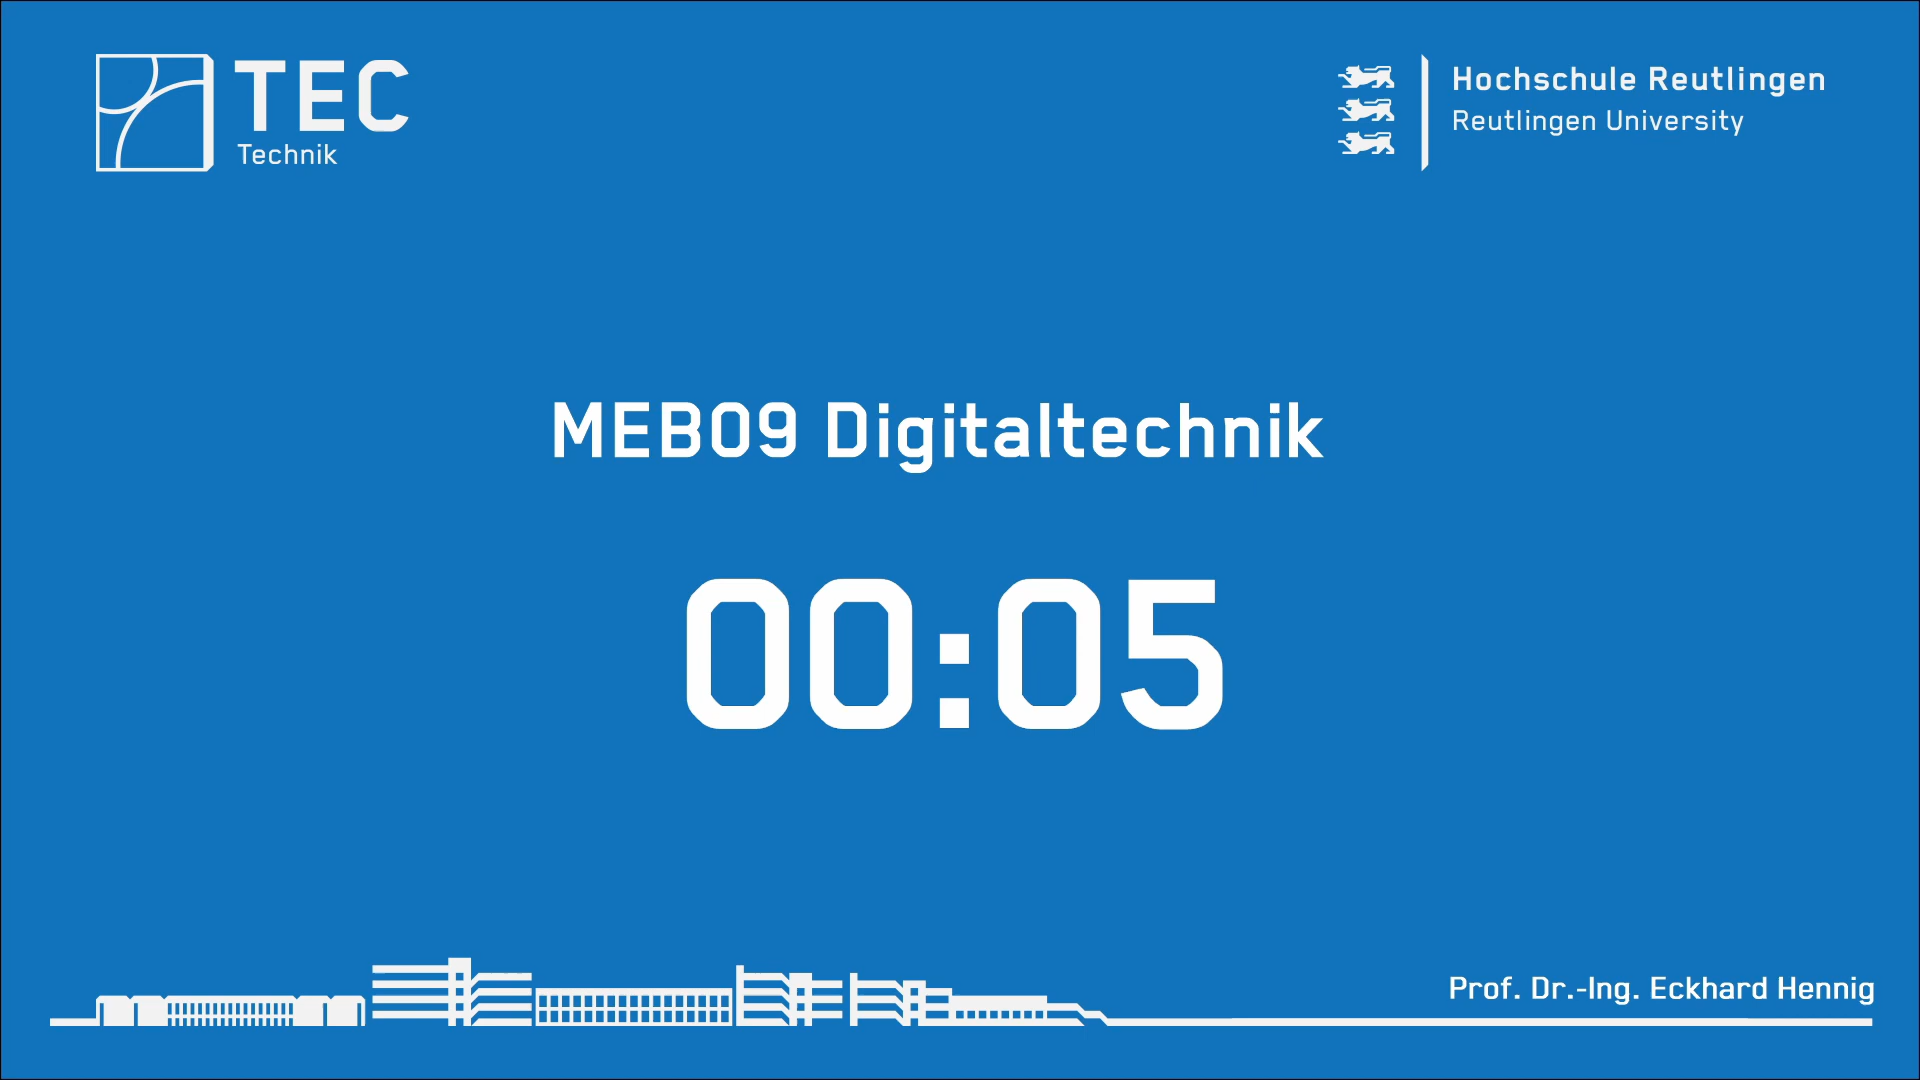 TEC
Technik
Hochschule Reutlingen
Reutlingen University
MEB09 Digitaltechnik
00:05
Prof. Dr.-Ing. Eckhard Hennig